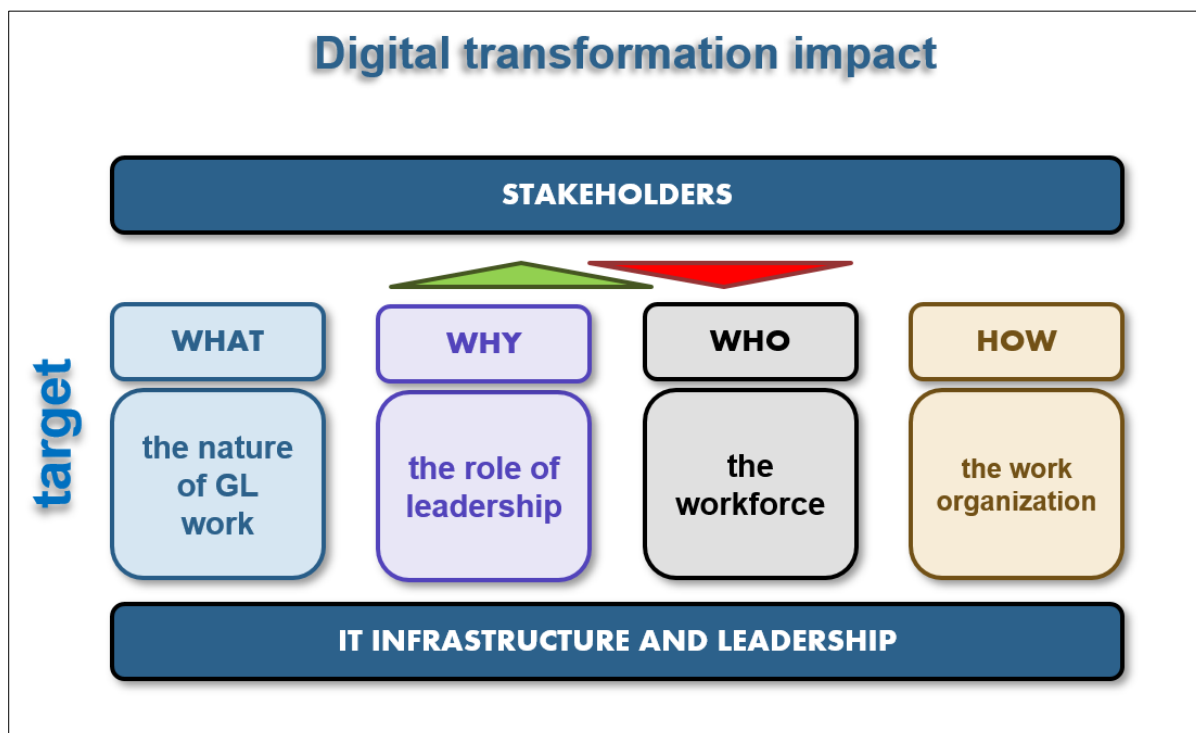 Digital transformation impact
STAKEHOLDERS
target
WHAT
WHY
WHO
HOW
the nature
of GL
work
the role of
leadership
the
workforce
the work
organization
IT INFRASTRUCTURE AND LEADERSHIP